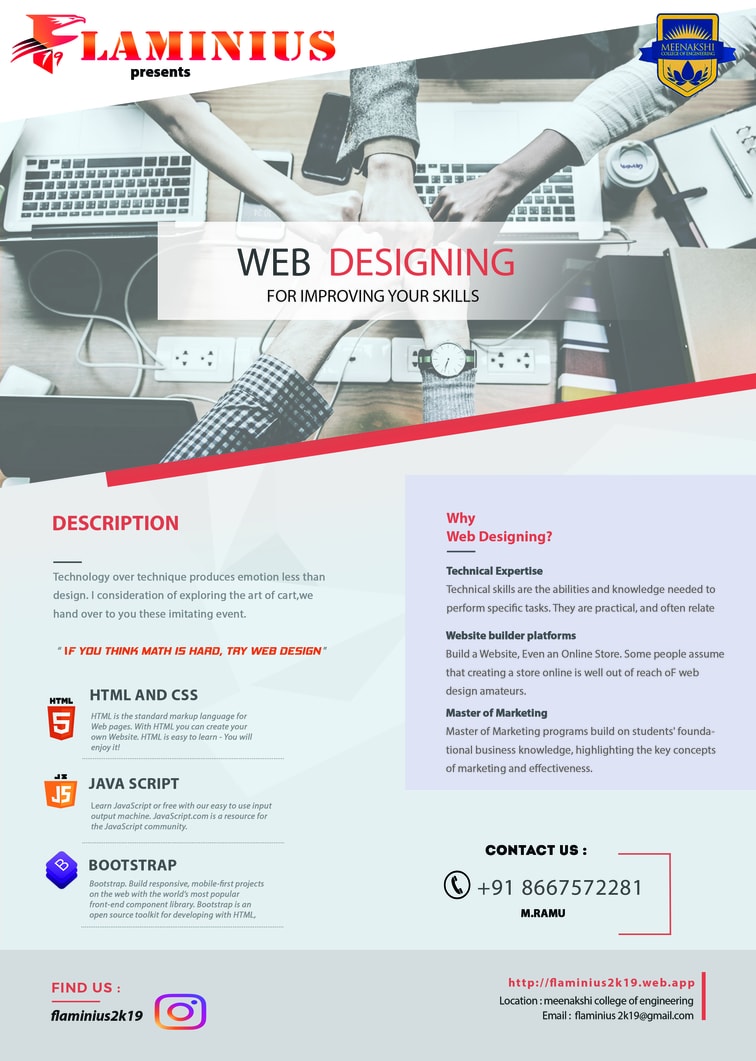 FLAMINIUS
19
presents
MEENAKSHI
COLLEGE OF ENGINEERING
WEB DESIGNING
FOR IMPROVING YOUR SKILLS
DESCRIPTION
Technology over technique produces emotion less than
design. I consideration of exploring the art of cart,we
hand over to you these imitating event.
“ IF YOU THINK MATH IS HARD, TRY WEB DESIGN”
HTML
5
HTML AND CSS
HTML is the standard markup language for
Web pages. With HTML you can create your
own Website. HTML is easy to learn - You will
enjoy it!
JS
JS
JAVA SCRIPT
Learn JavaScript or free with our easy to use input
output machine. JavaScript.com is a resource for
the JavaScript community.
B
BOOTSTRAP
Bootstrap. Build responsive, mobile-first projects
on the web with the world's most popular
front-end component library. Bootstrap is an
open source toolkit for developing with HTML,
Why
Web Designing?
Technical Expertise
Technical skills are the abilities and knowledge needed to
perform specific tasks. They are practical, and often relate
Website builder platforms
Build a Website, Even an Online Store. Some people assume
that creating a store online is well out of reach oF web
design amateurs.
Master of Marketing
Master of Marketing programs build on students' founda-
tional business knowledge, highlighting the key concepts
of marketing and effectiveness.
CONTACT US :
+91 8667572281
M.RAMU
FIND US :
flaminius2k19
http://flaminius2k19.web.app
Location : meenakshi college of engineering
Email : flaminius 2k19@gmail.com